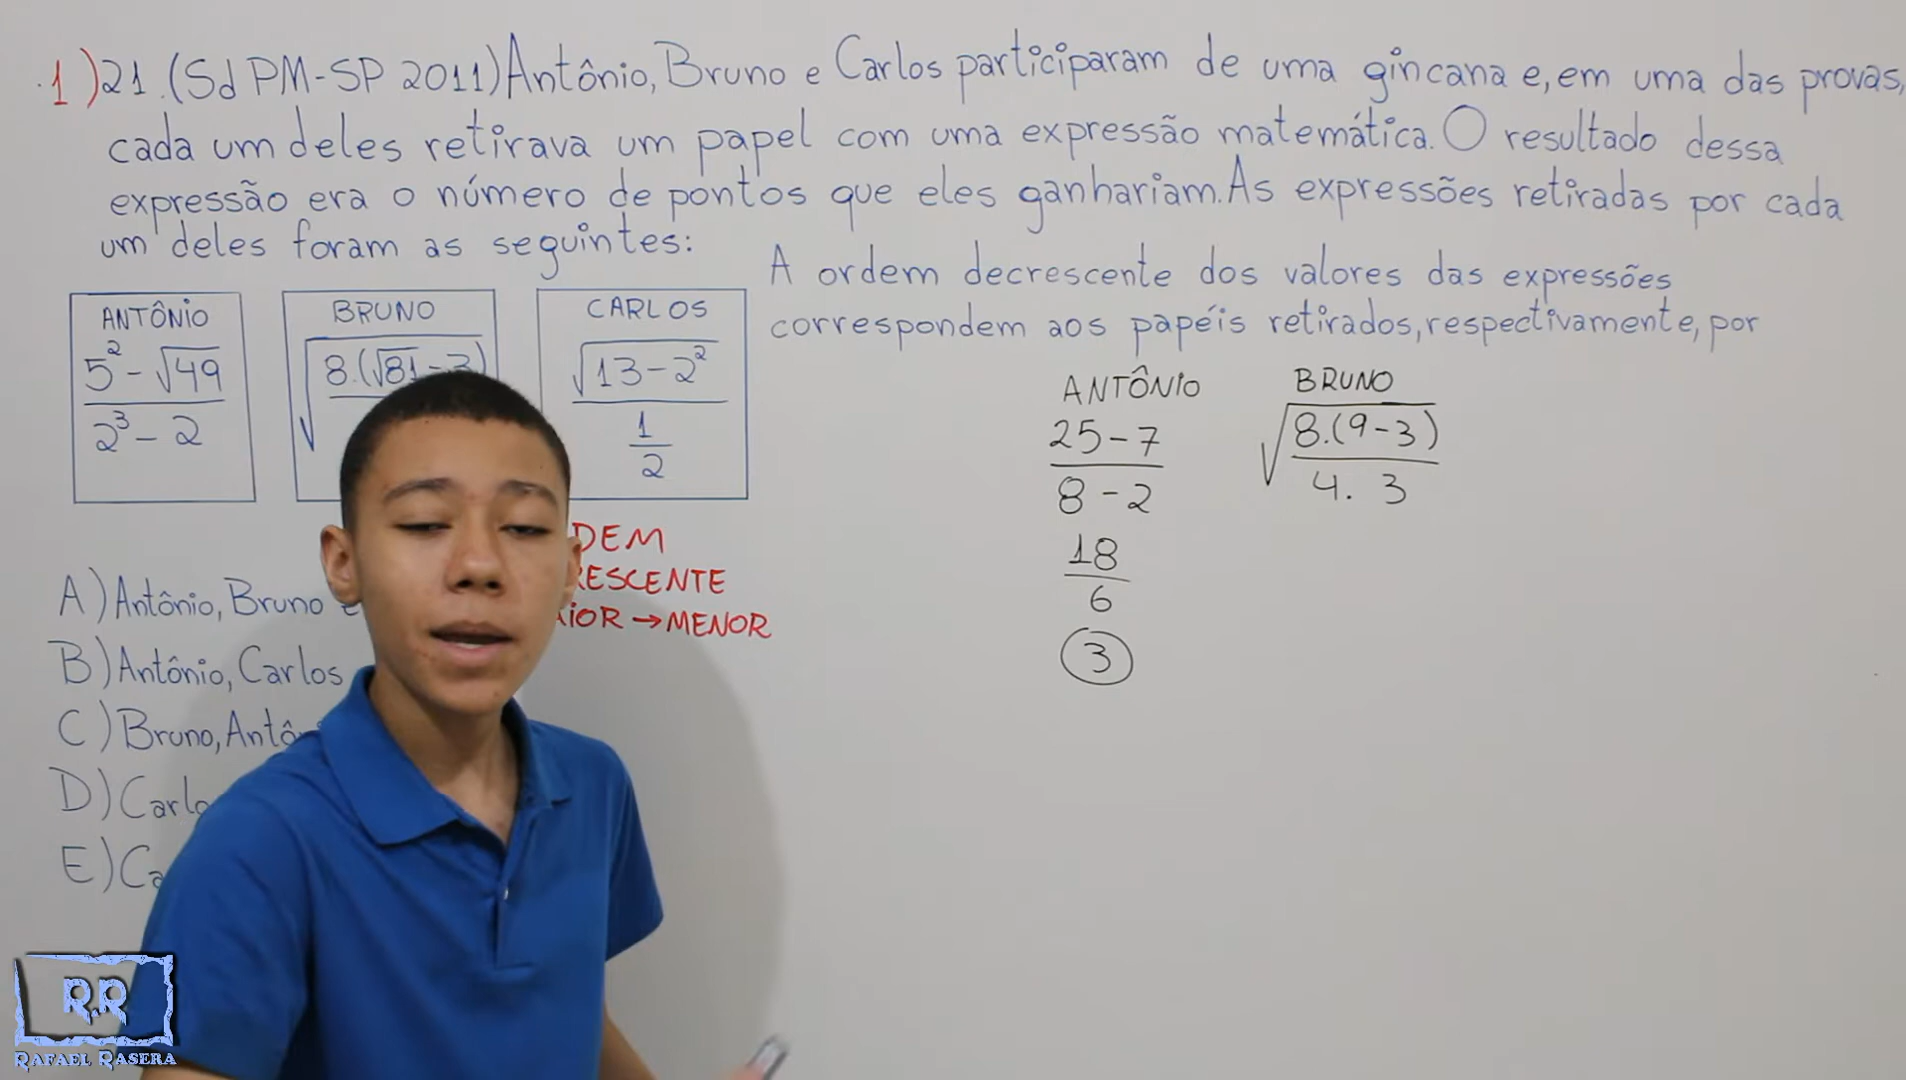 1) 21. (Sd PM-SP 2011) Antônio, Bruno e Carlos participaram de uma gincana e, em uma das provas,
cada um deles retirava um papel com uma expressão matemática. O resultado dessa
expressão era o número de pontos que eles ganhariam. As expressões retiradas por cada
um deles foram as seguintes:
A ordem decrescente dos valores das expressões
correspondem aos papéis retirados, respectivamente, por
ANTÔNIO
5² - √49
2³ - 2
BRUNO
√8.(√81 - 3)
CARLOS
√13 - 2²
1
2
MENOR
A) Antônio, Bruno e
B) Antônio, Carlos
C) Bruno,
D)
E)
ANTÔNIO
25 - 7
8 - 2
18
6
3
BRUNO
√8.(9-3)
4. 3
R.R
RAFAEL RASERA